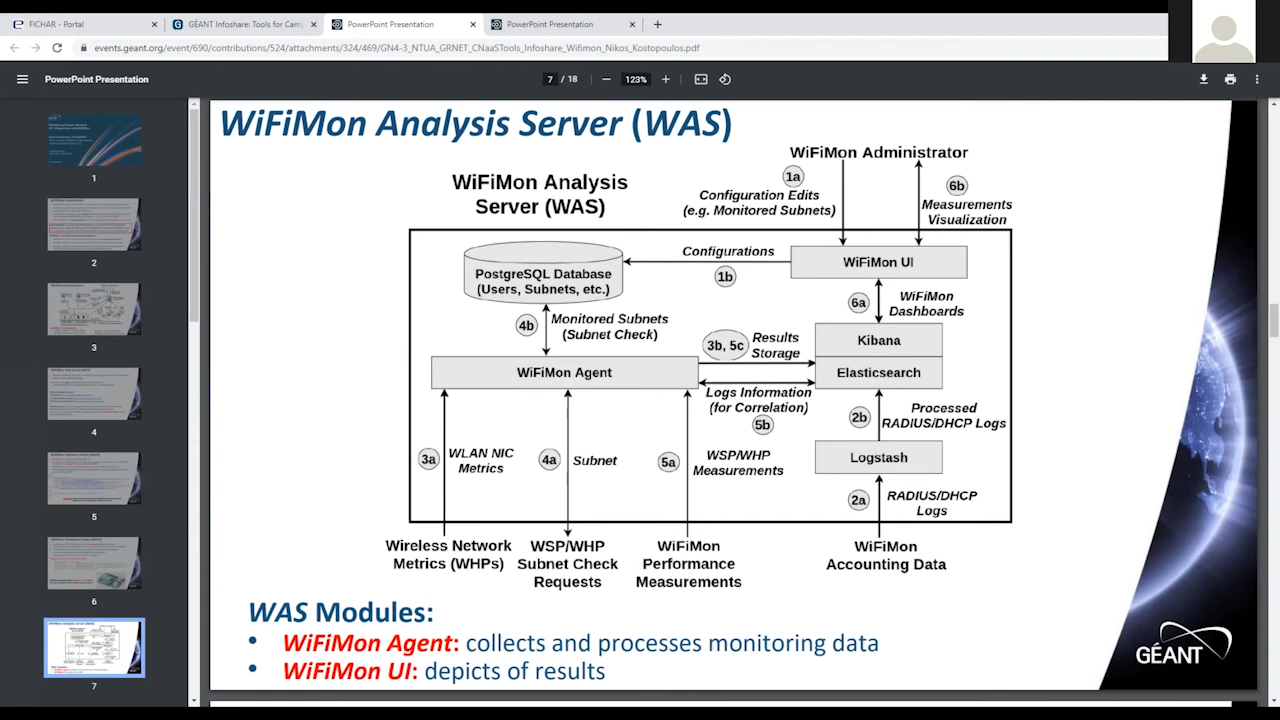 FICHAR - Portal
GÉANT Infoshare: Tools for Cam
PowerPoint Presentation
PowerPoint Presentation
events.geant.org/event/690/contributions/524/attachments/324/469/GN4-3_NTUA_GRNET_CNaaSTools_Infoshare_Wifimon_Nikos_Kostopoulos.pdf
PowerPoint Presentation
7 / 18
123%
1
2
3
4
5
6
7
WiFiMon Analysis Server (WAS)
WiFiMon Administrator
WiFiMon Analysis
Server (WAS)
1a
Configuration Edits
(e.g. Monitored Subnets)
6b
Measurements
Visualization
PostgreSQL Database
(Users, Subnets, etc.)
Configurations
1b
WiFiMon UI
4b
Monitored Subnets
(Subnet Check)
6a
WiFiMon
Dashboards
3b, 5c
Results
Storage
Kibana
WiFiMon Agent
Elasticsearch
Logs Information
(for Correlation)
5b
2b
Processed
RADIUS/DHCP Logs
3a
WLAN NIC
Metrics
4a
Subnet
5a
WSP/WHP
Measurements
Logstash
2a
RADIUS/DHCP
Logs
Wireless Network
Metrics (WHPs)
WSP/WHP
Subnet Check
Requests
WiFiMon
Performance
Measurements
WiFiMon
Accounting Data
WAS Modules:
• WiFiMon Agent: collects and processes monitoring data
• WiFiMon UI: depicts of results
GÉANT